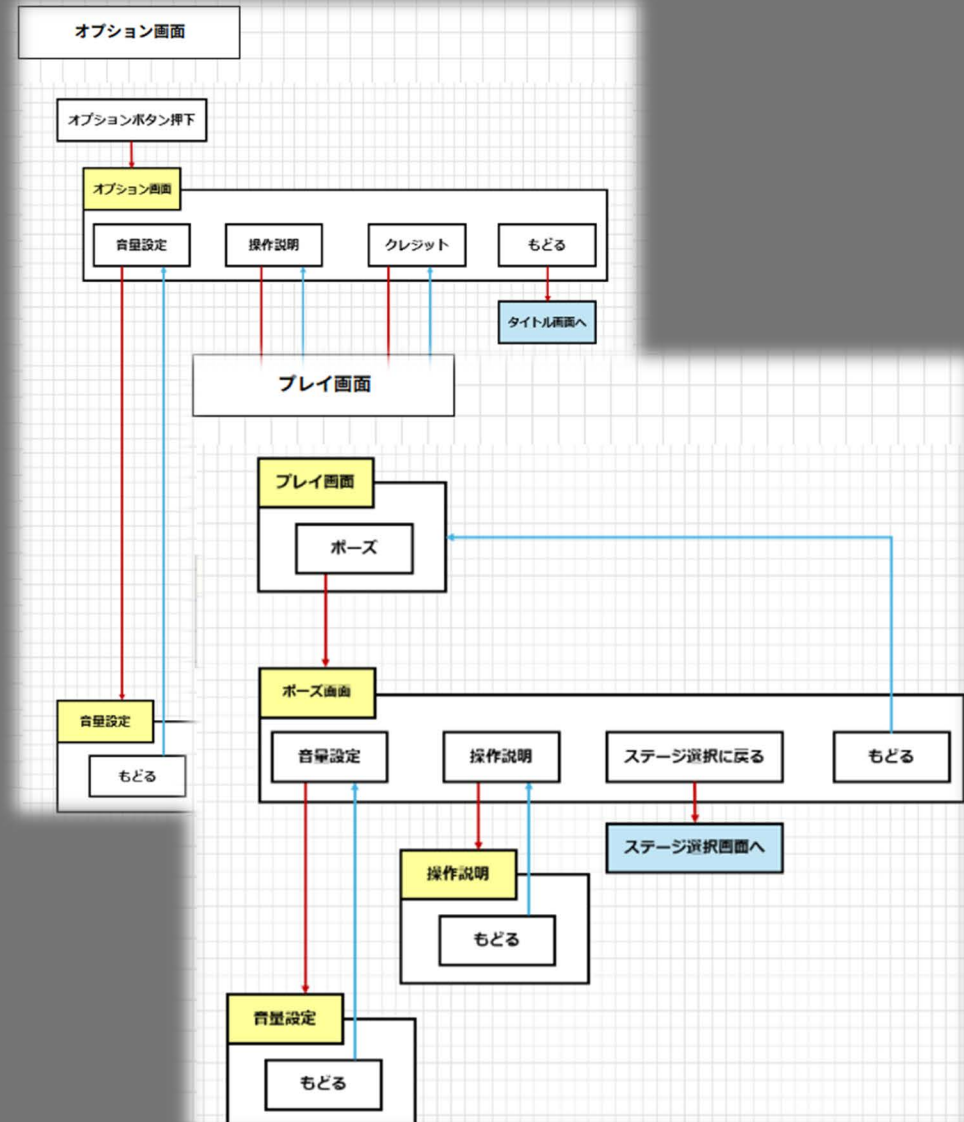 オプション画面
オプションボタン押下
オプション画面
音量設定
操作説明
クレジット
もどる
タイトル画面へ
音量設定
もどる
プレイ画面
プレイ画面
ポーズ
ポーズ画面
音量設定
操作説明
ステージ選択に戻る
もどる
ステージ選択画面へ
操作説明
もどる
音量設定
もどる